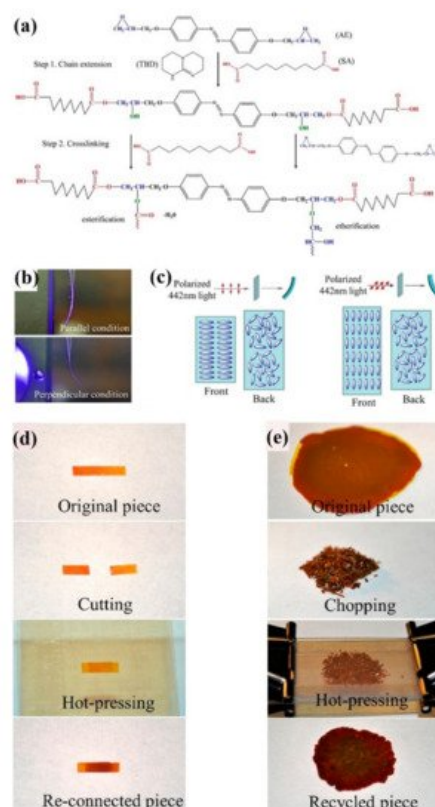 (a)
(AE)
Step 1. Chain extension
(TBD)
(SA)
Step 2. Crosslinking
esterification
-H₂0
etherification
(b)
Parallel condition
Perpendicular condition
(c)
Polarized
442nm light
Front
Back
Polarized
442nm light
Front
Back
(d)
Original piece
Cutting
Hot-pressing
Re-connected piece
(e)
Original piece
Chopping
Hot-pressing
Recycled piece